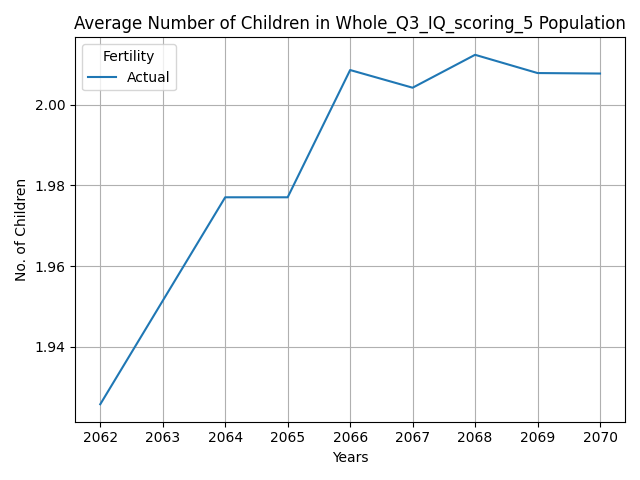 Average Number of Children in Whole_Q3_IQ_scoring_5 Population
Fertility
Actual
No. of Children
2.00
1.98
1.96
1.94
2062 2063 2064 2065 2066 2067 2068 2069 2070
Years